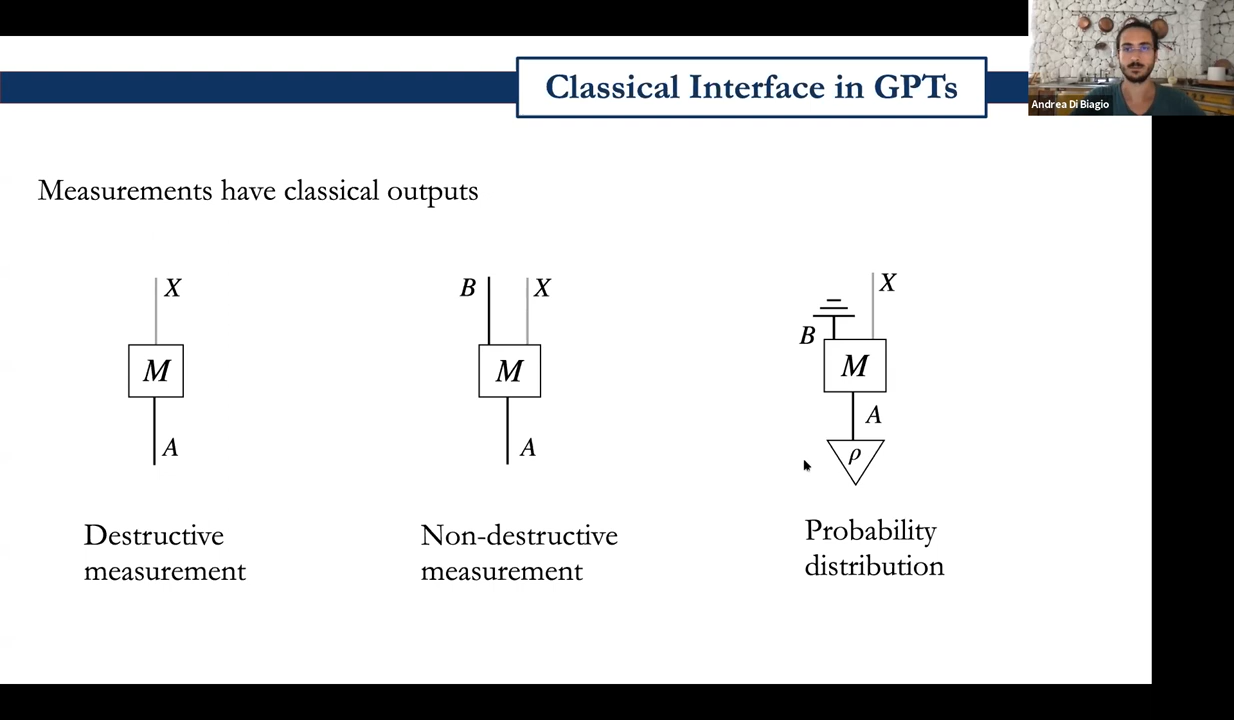 Classical Interface in GPTs
Andrea Di Biagio
Measurements have classical outputs
X
M
A
Destructive
measurement
B X
M
A
Non-destructive
measurement
X
B
M
A
ρ
Probability
distribution